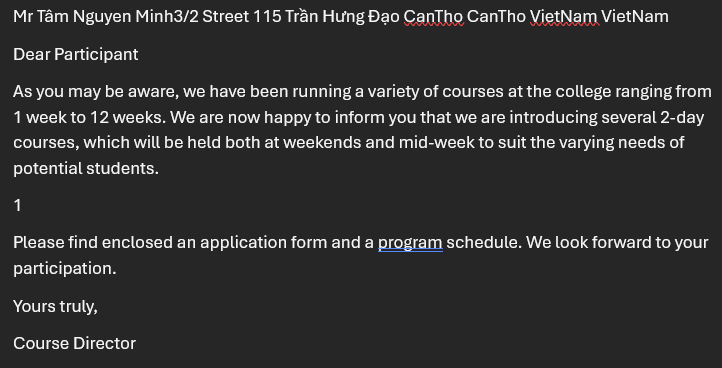 Mr Tâm Nguyen Minh3/2 Street 115 Trần Hưng Đạo CanTho CanTho VietNam VietNam
Dear Participant
As you may be aware, we have been running a variety of courses at the college ranging from
1 week to 12 weeks. We are now happy to inform you that we are introducing several 2-day
courses, which will be held both at weekends and mid-week to suit the varying needs of
potential students.
1
Please find enclosed an application form and a program schedule. We look forward to your
participation.
Yours truly,
Course Director